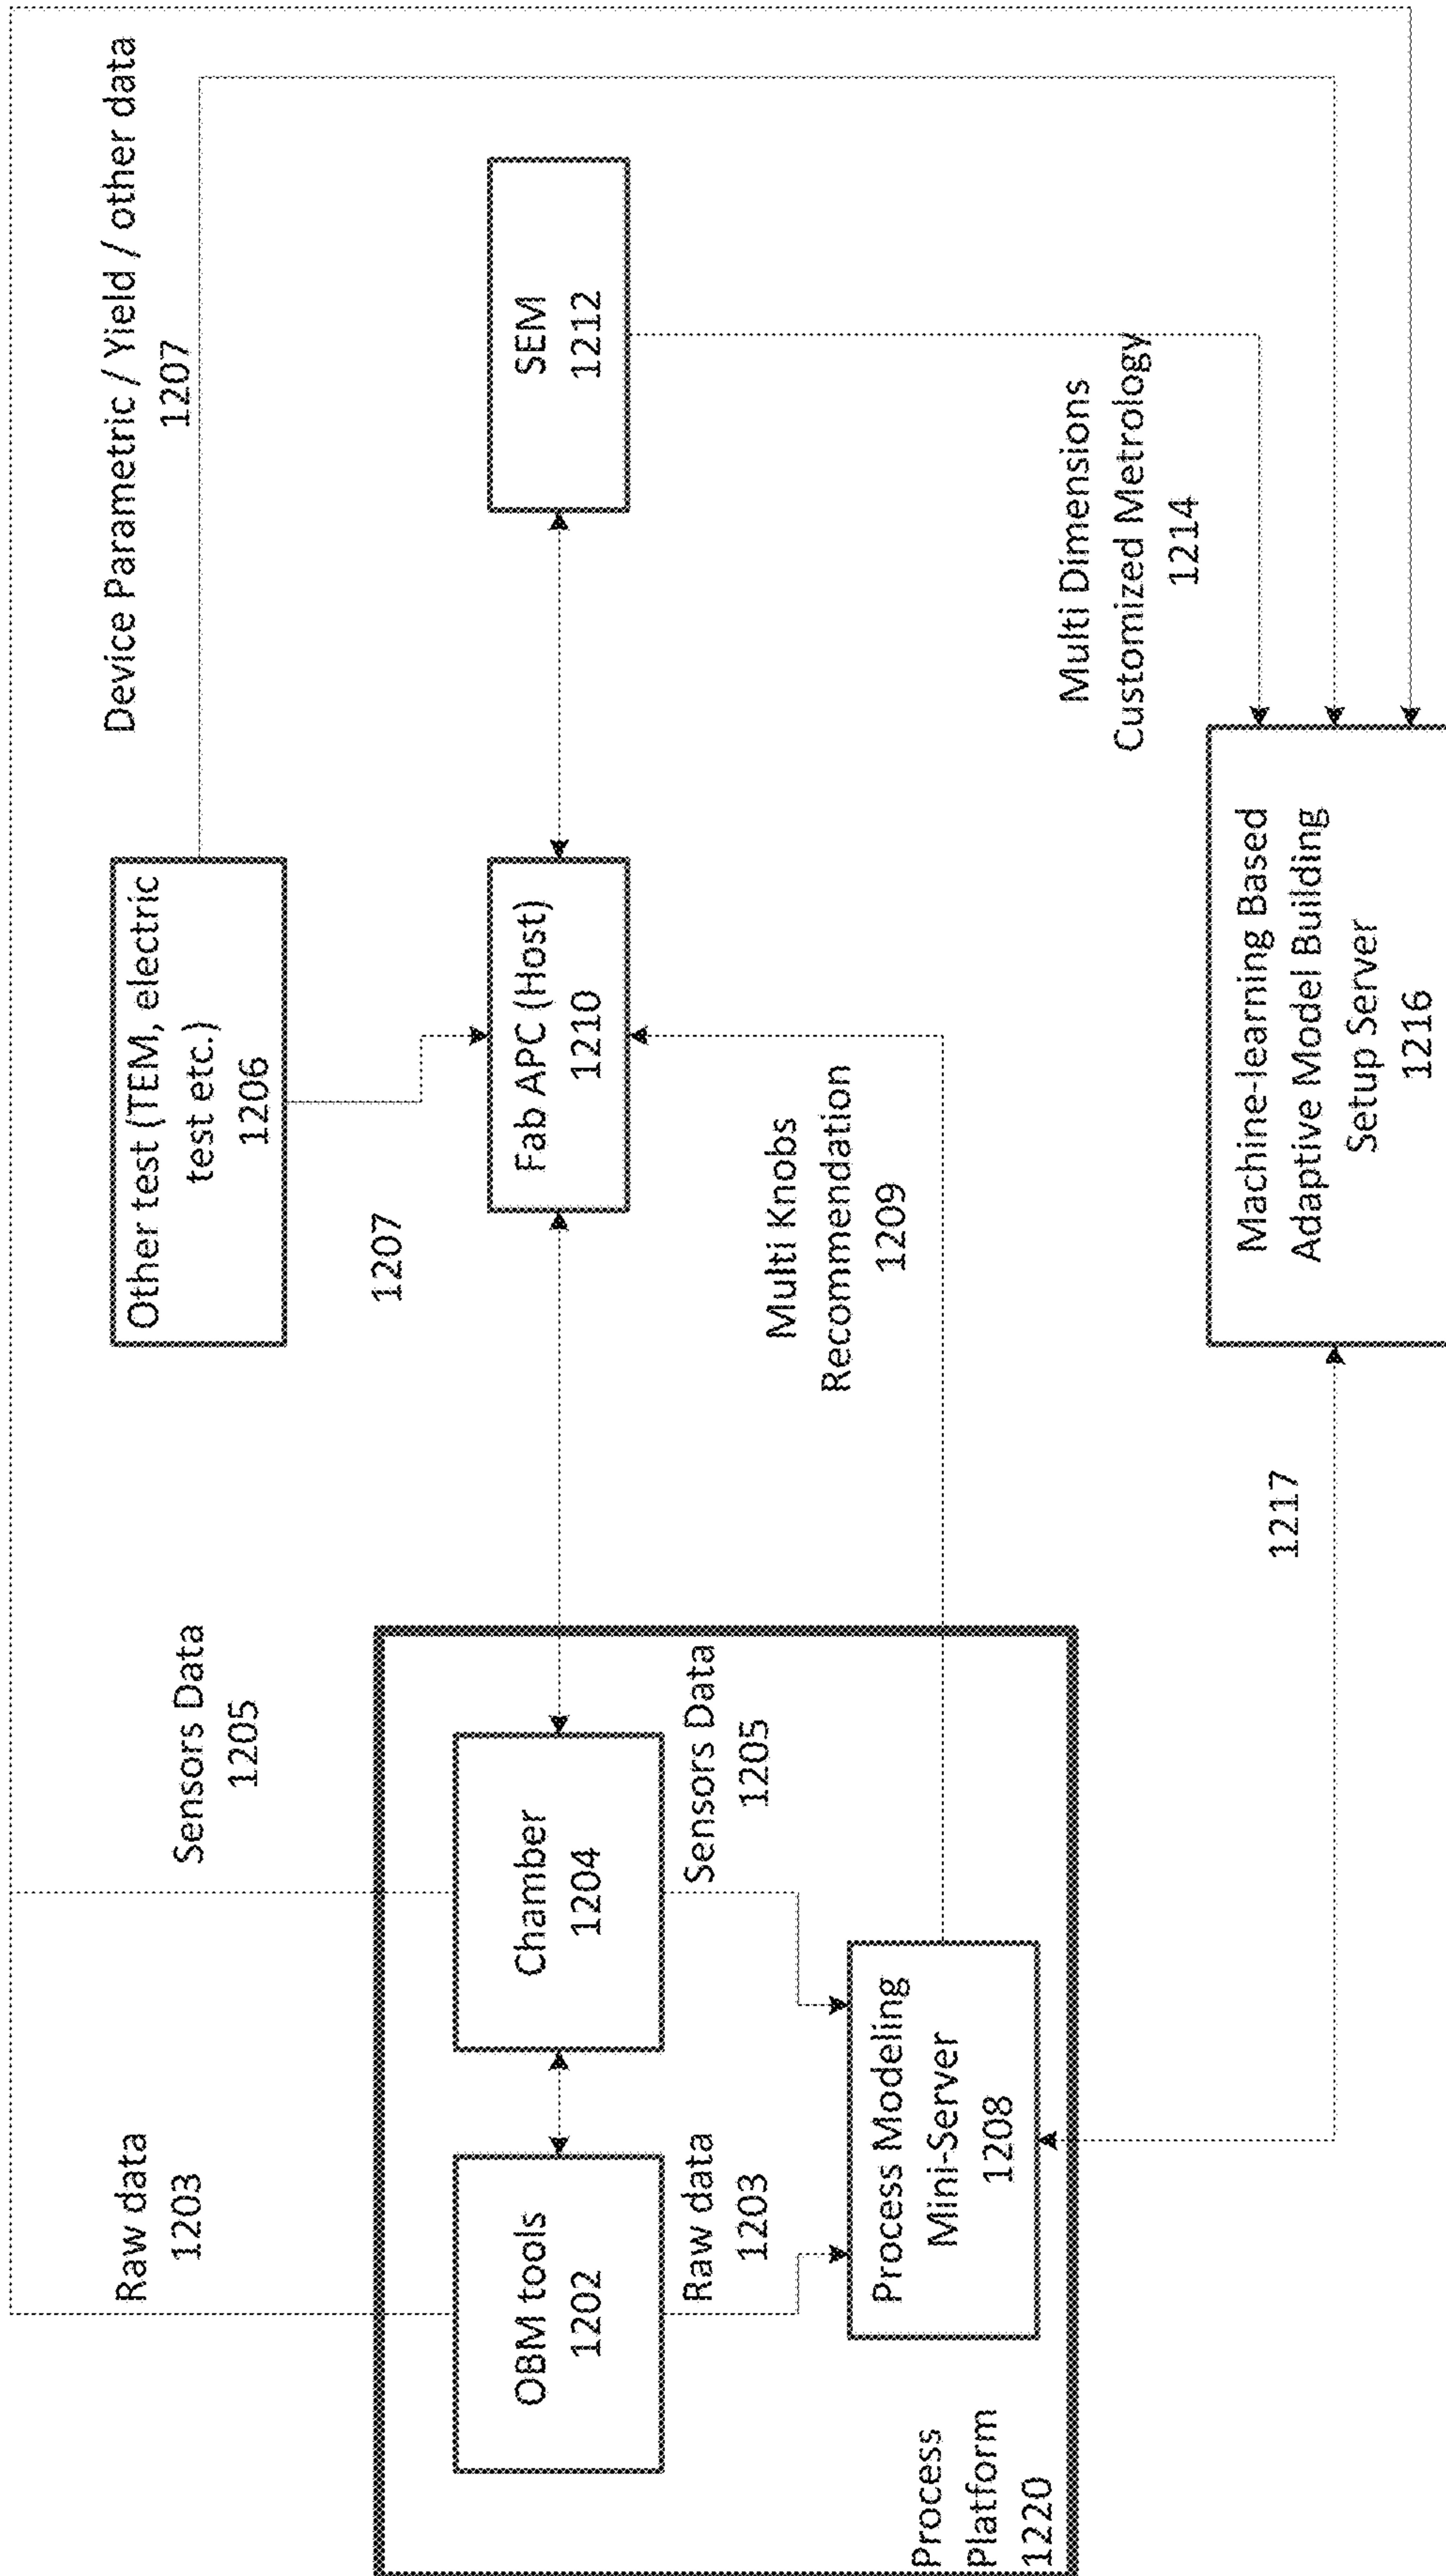 Raw data
1203
Sensors Data
1205
Device Parametric / Yield / other data
1207
Other test (TEM, electric
test etc.)
1206
1207
OBM tools
1202
Chamber
1204
Fab APC (Host)
1210
SEM
1212
Raw data
1203
Sensors Data
1205
Multi Knobs
Recommendation
1209
Process Modeling
Mini-Server
1208
Process
Platform
1220
Multi Dimensions
Customized Metrology
1214
1217
Machine-learning Based
Adaptive Model Building
Setup Server
1216